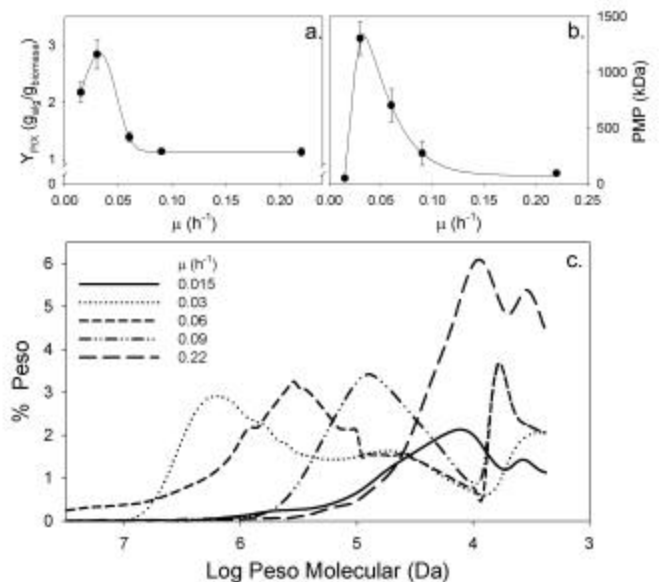 a.
Y_P/X (g_alg/g_biomasa)
3
2
1
0
0.00 0.05 0.10 0.15 0.20
μ (h⁻¹)
b.
1500
1000
500
0
PMP (kDa)
0.00 0.05 0.10 0.15 0.20 0.25
μ (h⁻¹)
c.
μ (h⁻¹)
0.015
0.03
0.06
0.09
0.22
% Peso
6
5
4
3
2
1
0
7 6 5 4 3
Log Peso Molecular (Da)